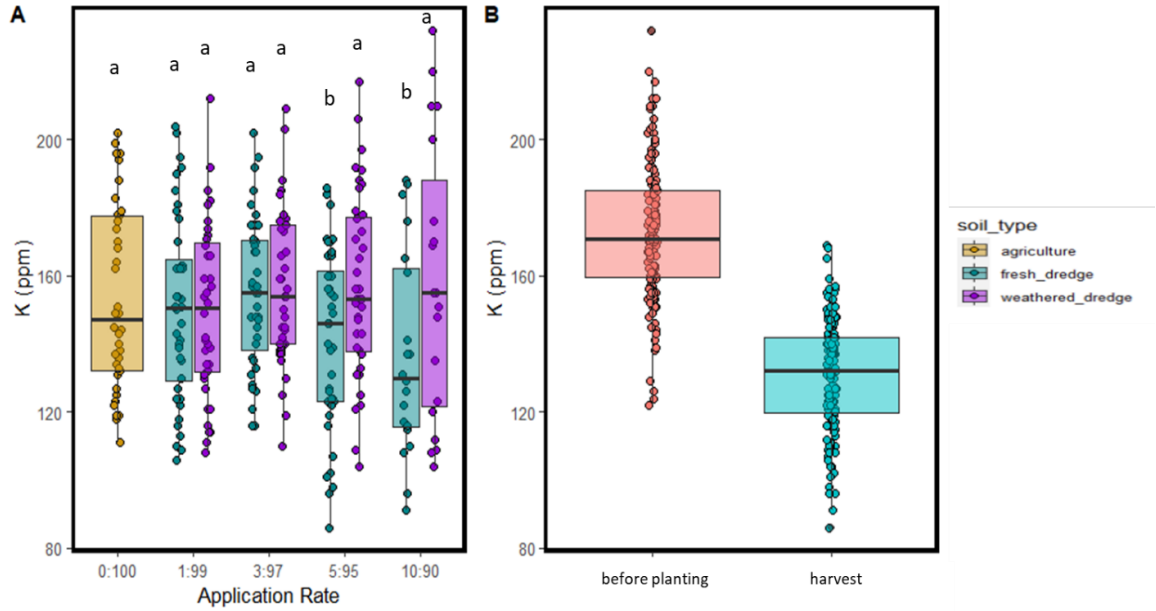 A
a
a
a
a
a
b
a
b
a
K (ppm)
200
160
120
80
0:100
1:99
3:97
5:95
10:90
Application Rate
B
K (ppm)
200
160
120
80
before planting
harvest
soil_type
agriculture
fresh_dredge
weathered_dredge